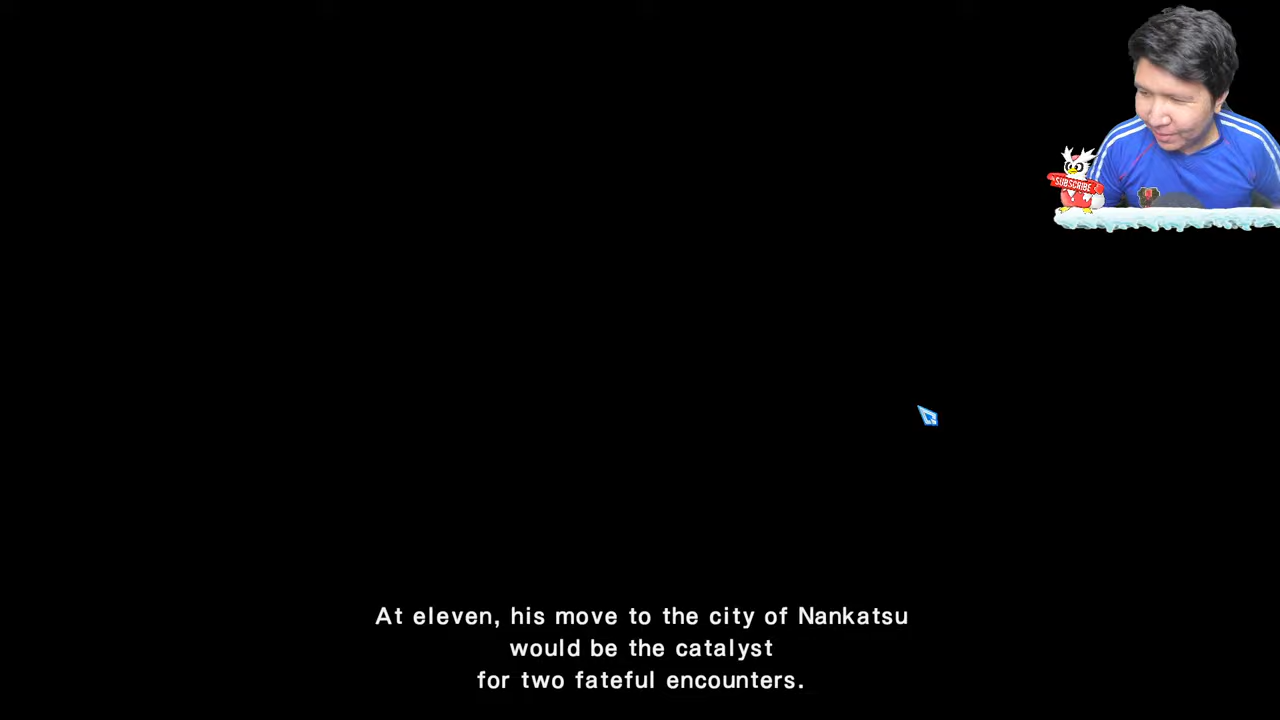 SUBSCRIBE
At eleven, his move to the city of Nankatsu
would be the catalyst
for two fateful encounters.